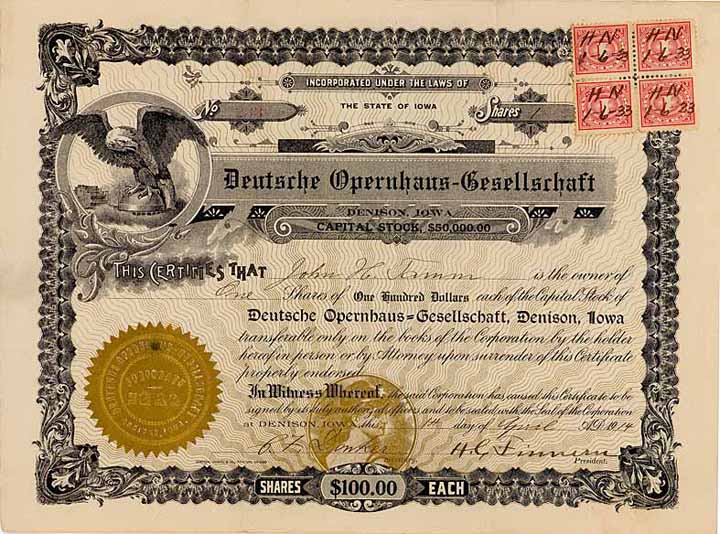 INCORPORATED UNDER THE LAWS OF
THE STATE OF IOWA
No
Shares 1
H N H N
1-6-33 1-6-33
H N H N
1-6-33 1-6-33
Deutsche Opernhaus-Gesellschaft
DENISON, IOWA
CAPITAL STOCK, $50,000.00
THIS CERTIFIES THAT John H is the owner of
One Shares of One Hundred Dollars each of the Capital Stock of
Deutsche Opernhaus=Gesellschaft, Denison, Iowa
transferable only on the books of the Corporation by the holder
hereof in person or by Attorney upon surrender of this Certificate
properly endorsed.
In Witness Whereof, the said Corporation has caused this Certificate to be
signed by its duly authorized officers and to be sealed with the Seal of the Corporation
at DENISON, IOWA, this 1st day of April A.D. 1914
President.
CORPORATE
SEAL
SHARES $100.00 EACH